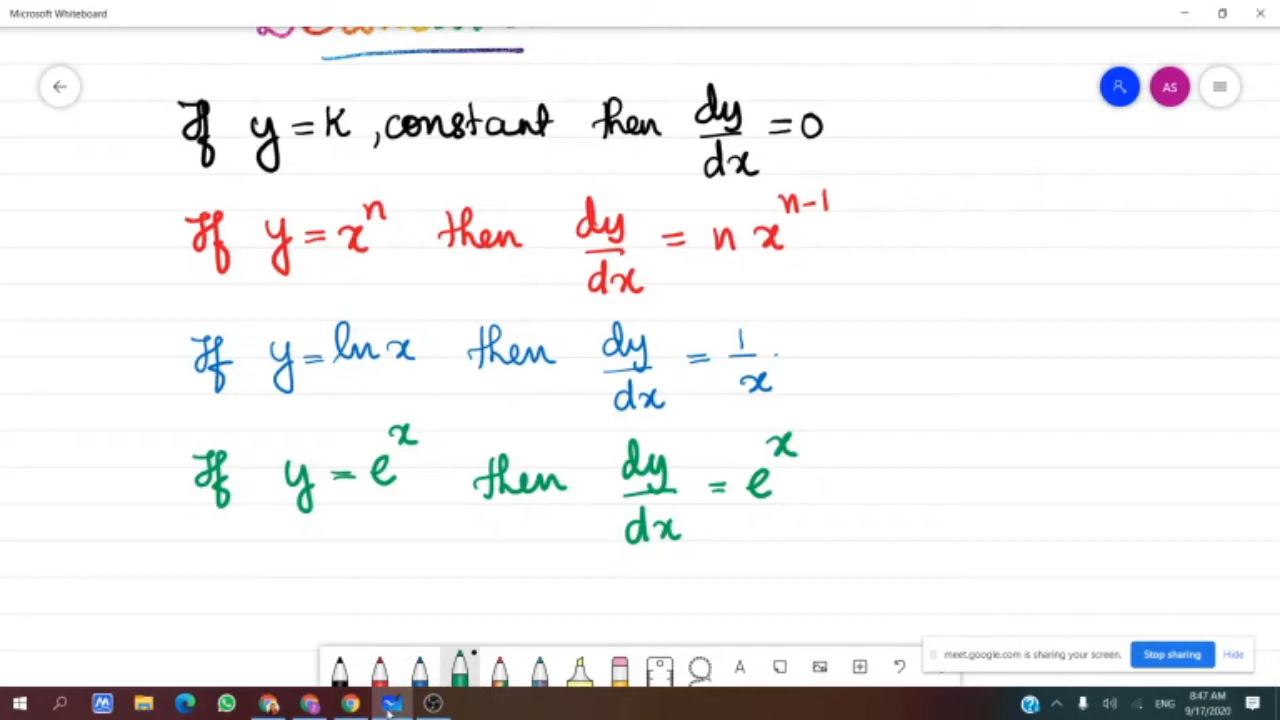 Microsoft Whiteboard
AS
If y = K, constant then dy/dx = 0
If y = x^n then dy/dx = n x^(n-1)
If y = ln x then dy/dx = 1/x.
If y = e^x then dy/dx = e^x
meet.google.com is sharing your screen. Stop sharing Hide
ENG
8:47 AM
9/17/2020